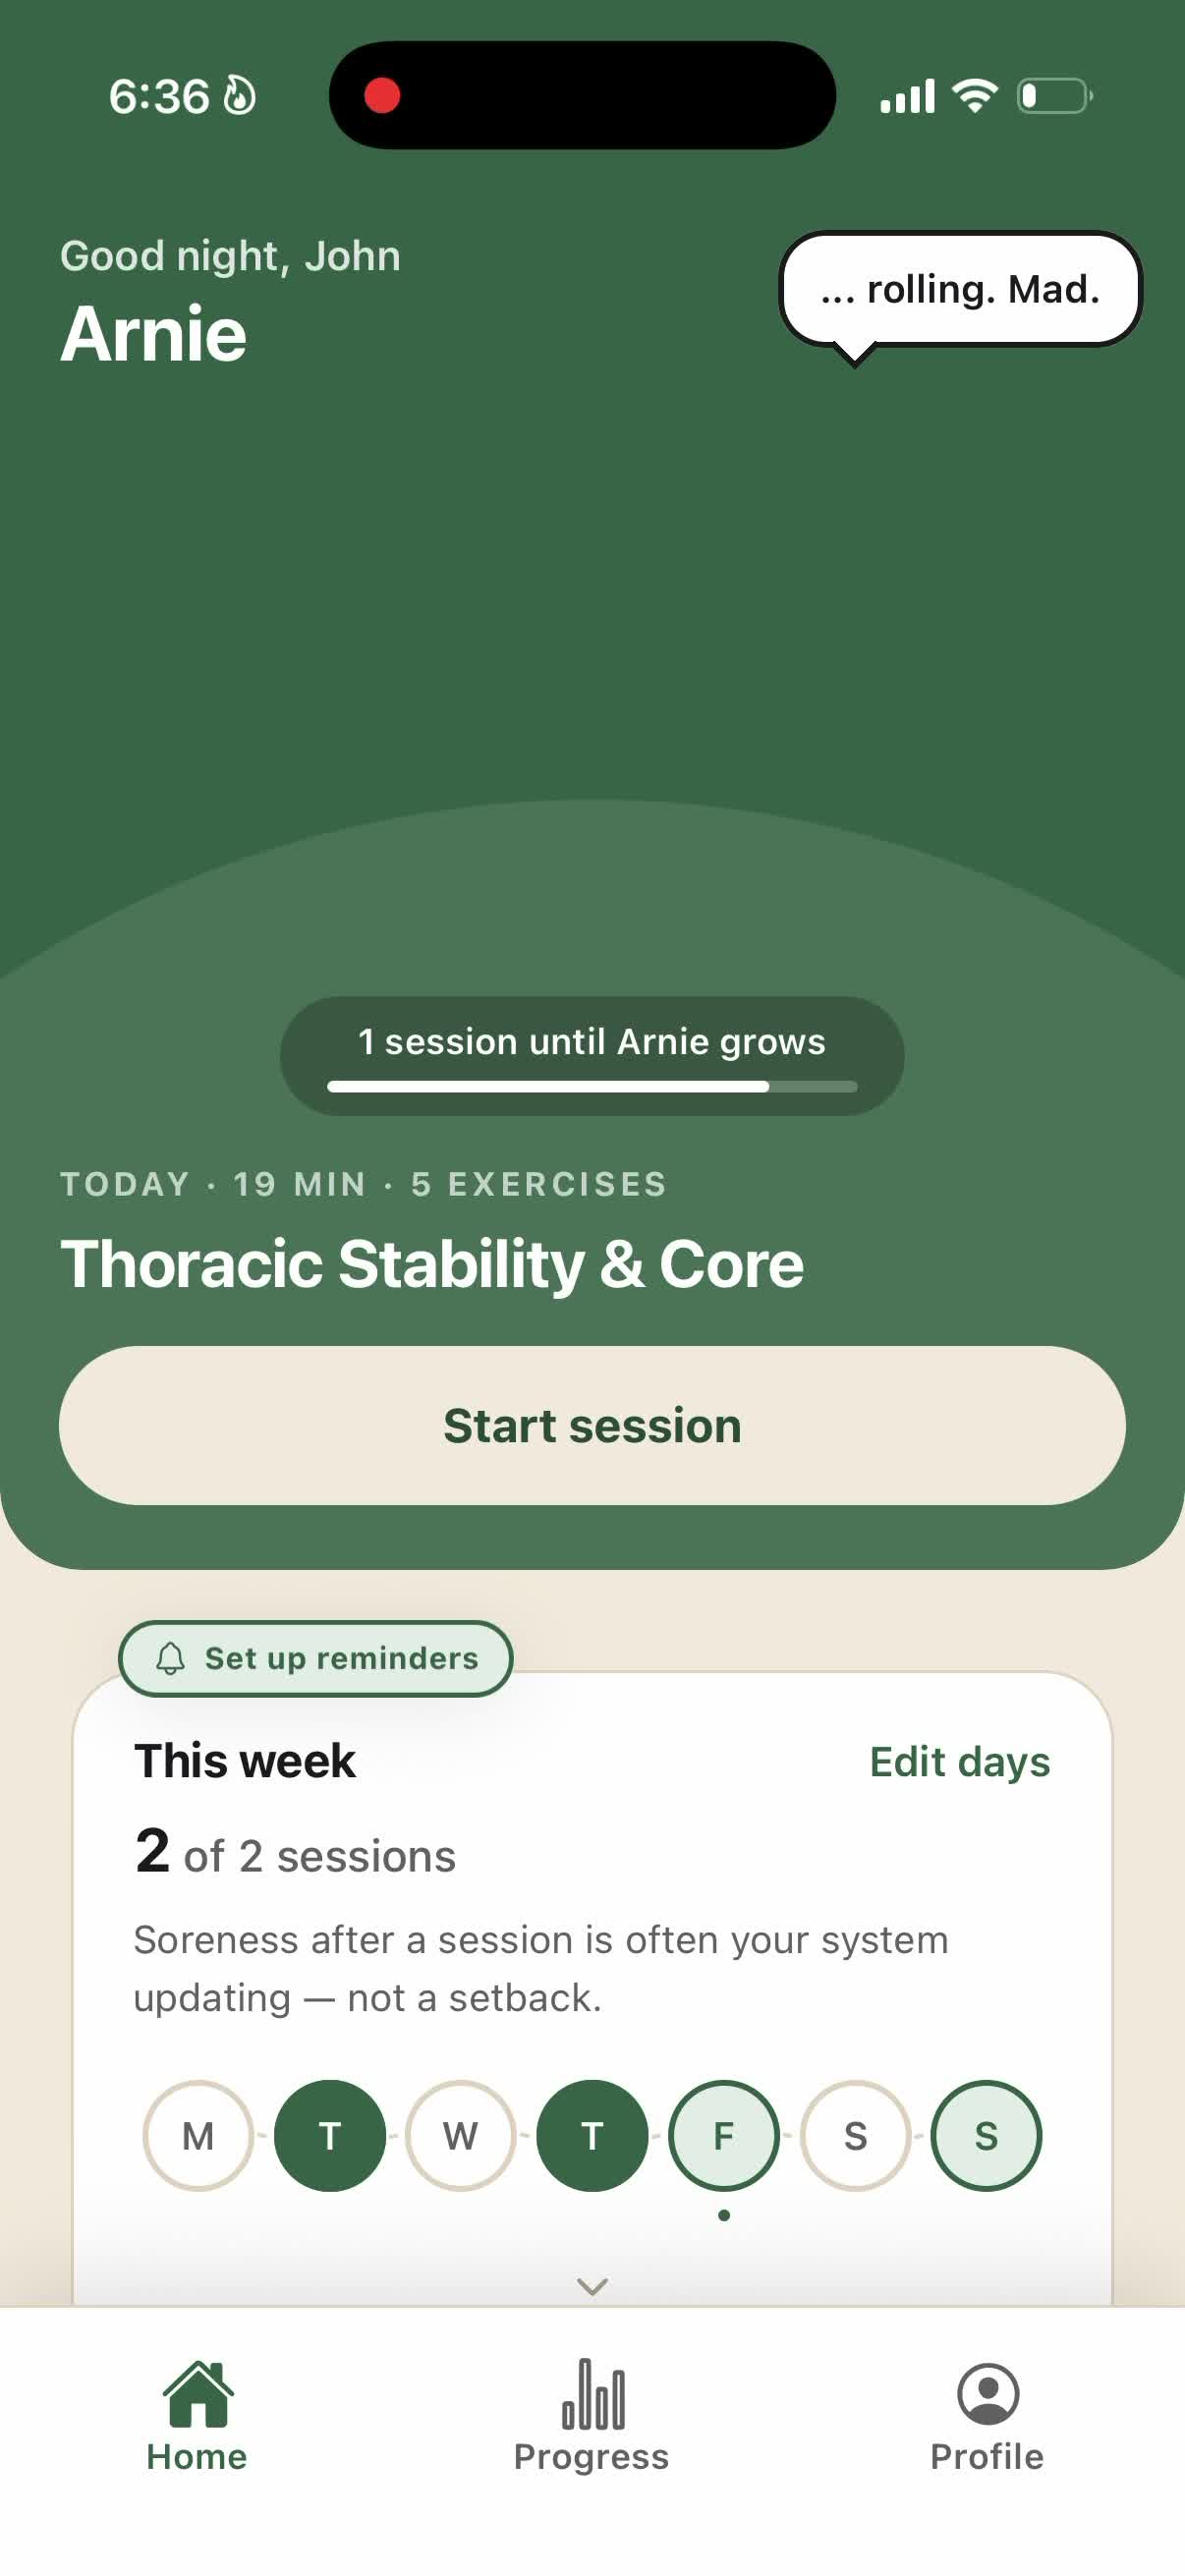 6:36
Good night, John
Arnie
... rolling. Mad.
1 session until Arnie grows
TODAY · 19 MIN · 5 EXERCISES
Thoracic Stability & Core
Start session
Set up reminders
This week
Edit days
2 of 2 sessions
Soreness after a session is often your system
updating — not a setback.
M T W T F S S
Home Progress Profile